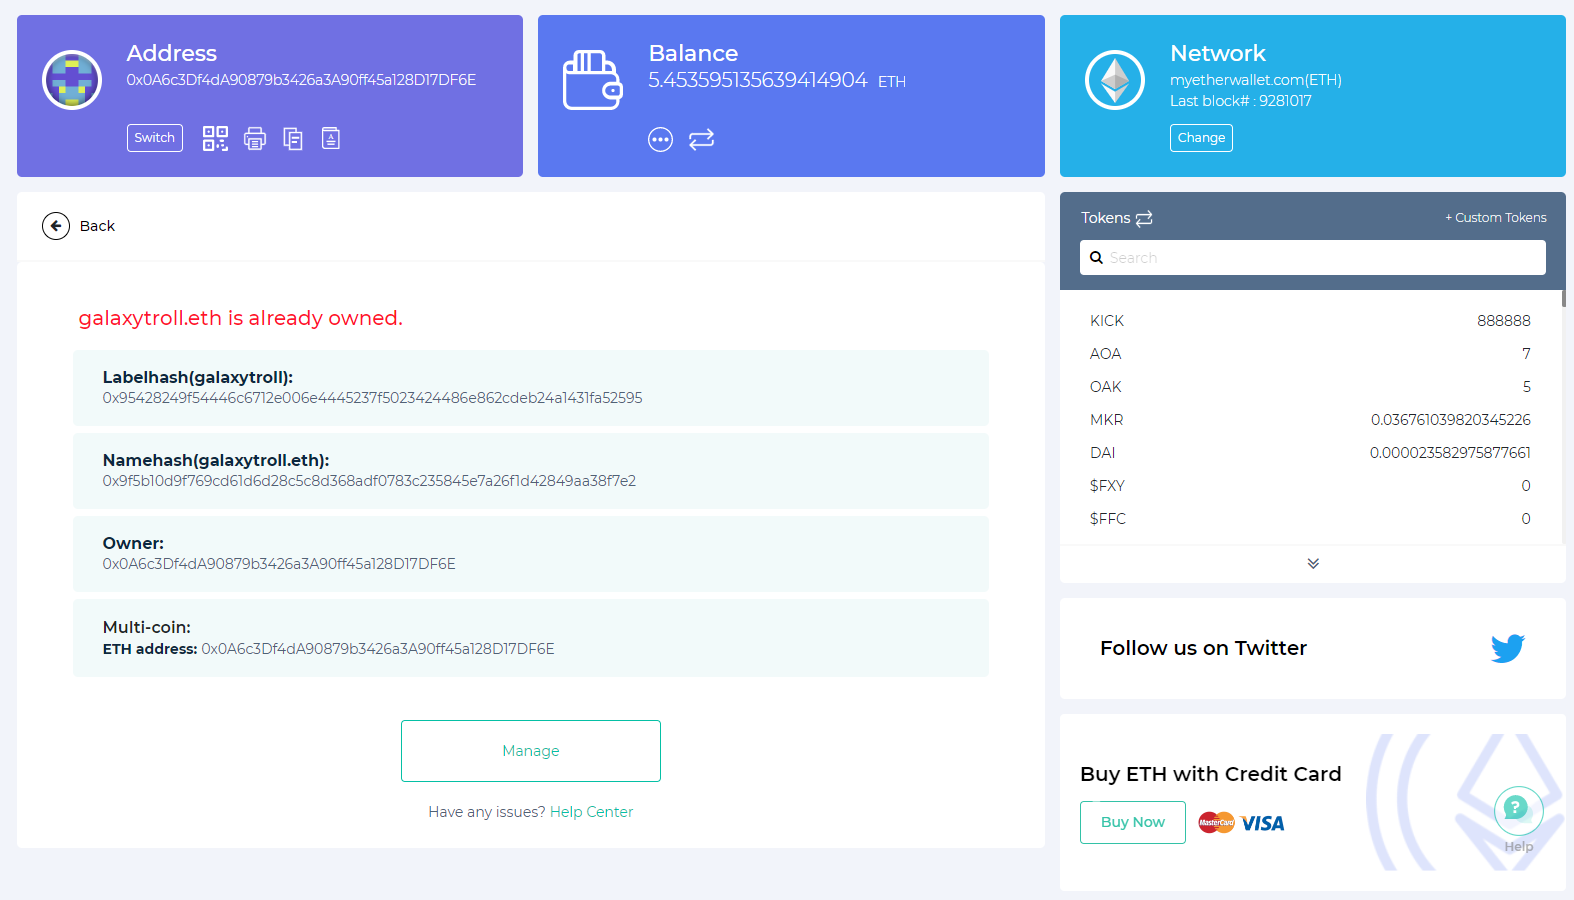 Address
0x0A6c3Df4dA90879b3426a3A90ff45a128D17DF6E
Switch
Balance
5.453595135639414904 ETH
Network
myetherwallet.com(ETH)
Last block# : 9281017
Change
Back
galaxytroll.eth is already owned.
Labelhash(galaxytroll):
0x95428249f54446c6712e006e4445237f5023424486e862cdeb24a1431fa52595
Namehash(galaxytroll.eth):
0x9f5b10d9f769cd61d6d28c5c8d368adf0783c235845e7a26f1d42849aa38f7e2
Owner:
0x0A6c3Df4dA90879b3426a3A90ff45a128D17DF6E
Multi-coin:
ETH address: 0x0A6c3Df4dA90879b3426a3A90ff45a128D17DF6E
Manage
Have any issues? Help Center
Tokens
+ Custom Tokens
Search
KICK 888888
AOA 7
OAK 5
MKR 0.036761039820345226
DAI 0.000023582975877661
$FXY 0
$FFC 0
Follow us on Twitter
Buy ETH with Credit Card
Buy Now
MasterCard
VISA
?
Help